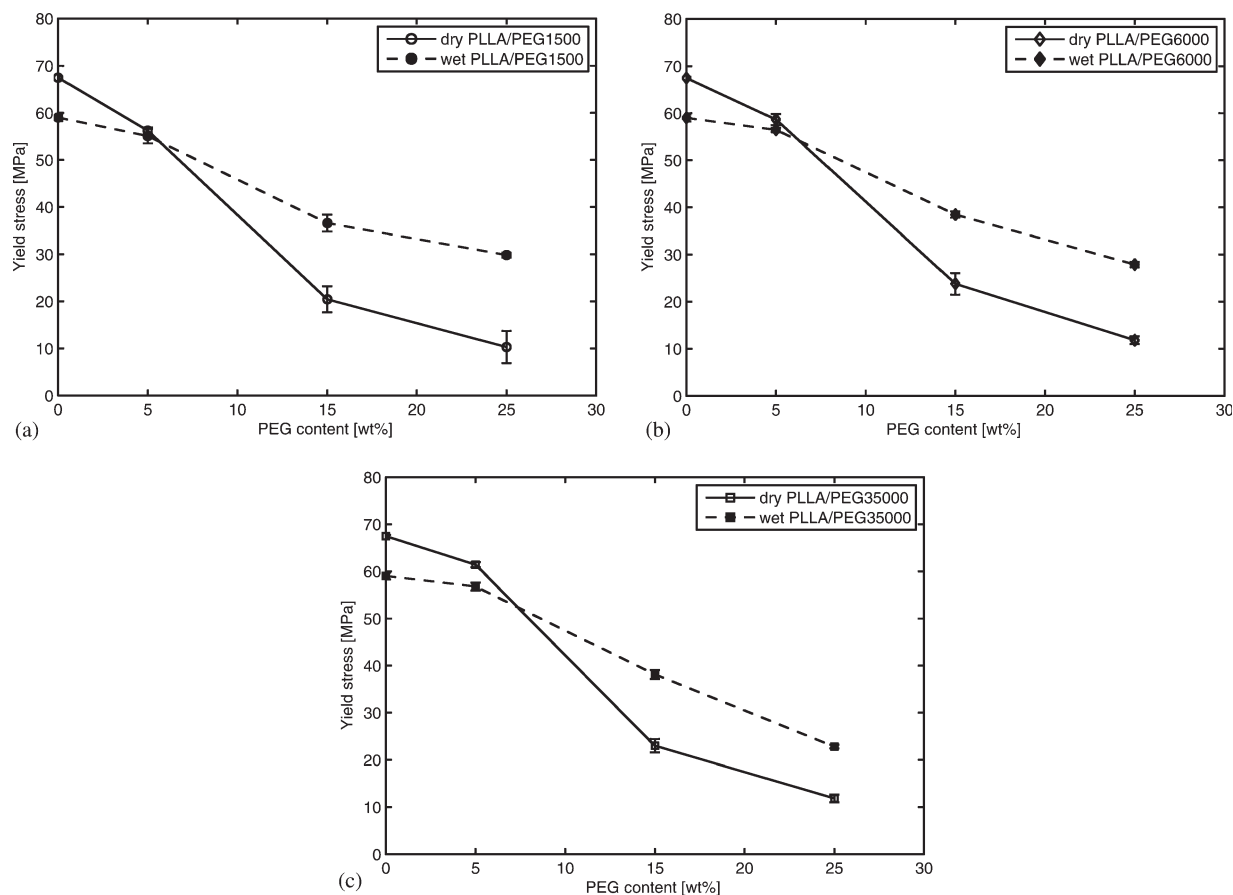 80
70
60
50
40
30
20
10
0
Yield stress [MPa]
dry PLLA/PEG1500
wet PLLA/PEG1500
0 5 10 15 20 25 30
PEG content [wt%]
(a)
80
70
60
50
40
30
20
10
0
Yield stress [MPa]
dry PLLA/PEG6000
wet PLLA/PEG6000
0 5 10 15 20 25 30
PEG content [wt%]
(b)
80
70
60
50
40
30
20
10
0
Yield stress [MPa]
dry PLLA/PEG35000
wet PLLA/PEG35000
0 5 10 15 20 25 30
PEG content [wt%]
(c)